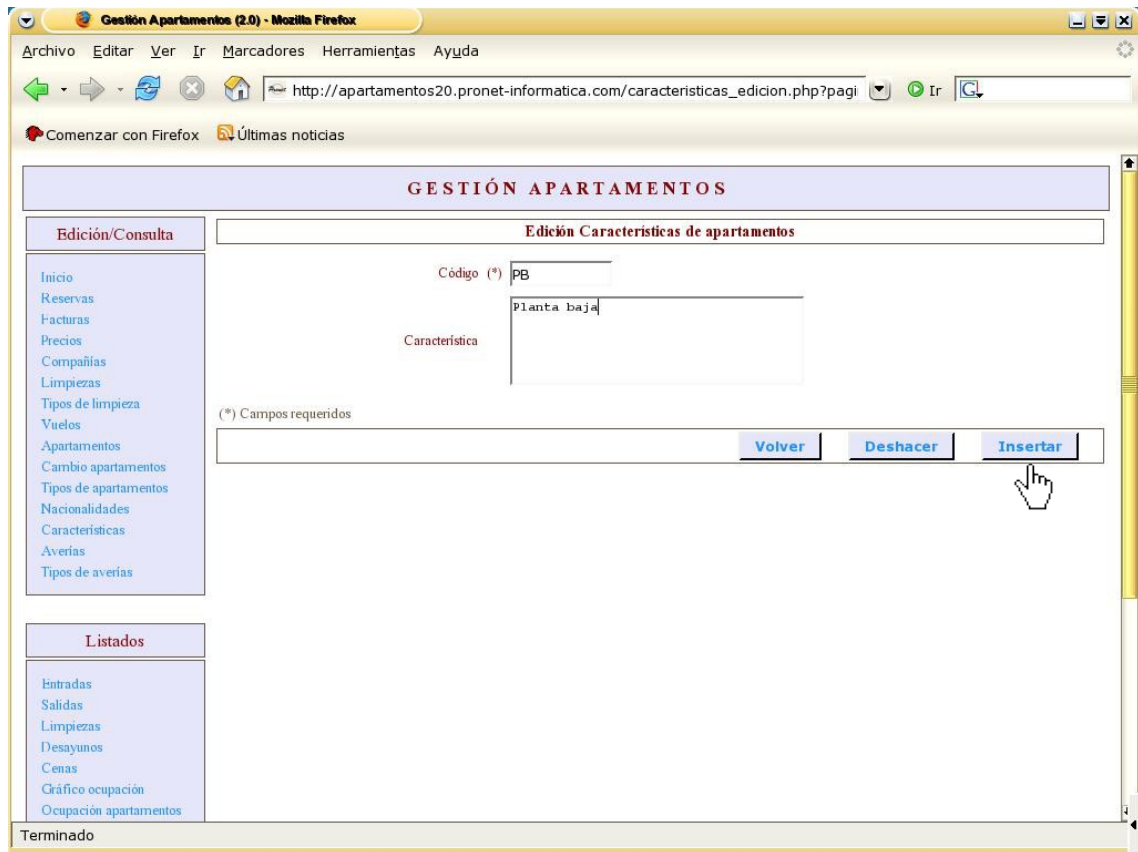 Gestión Apartamentos (2.0) - Mozilla Firefox
Archivo Editar Ver Ir Marcadores Herramientas Ayuda
http://apartamentos20.pronet-informatica.com/caracteristicas_edicion.php?pagi Ir G
Comenzar con Firefox Últimas noticias
GESTIÓN APARTAMENTOS
Edición/Consulta
Inicio
Reservas
Facturas
Precios
Compañías
Limpiezas
Tipos de limpieza
Vuelos
Apartamentos
Cambio apartamentos
Tipos de apartamentos
Nacionalidades
Características
Averías
Tipos de averías
Listados
Entradas
Salidas
Limpiezas
Desayunos
Cenas
Gráfico ocupación
Ocupación apartamentos
Edición Características de apartamentos
Código (*) PB
Característica Planta baja
(*) Campos requeridos
Volver Deshacer Insertar
Terminado